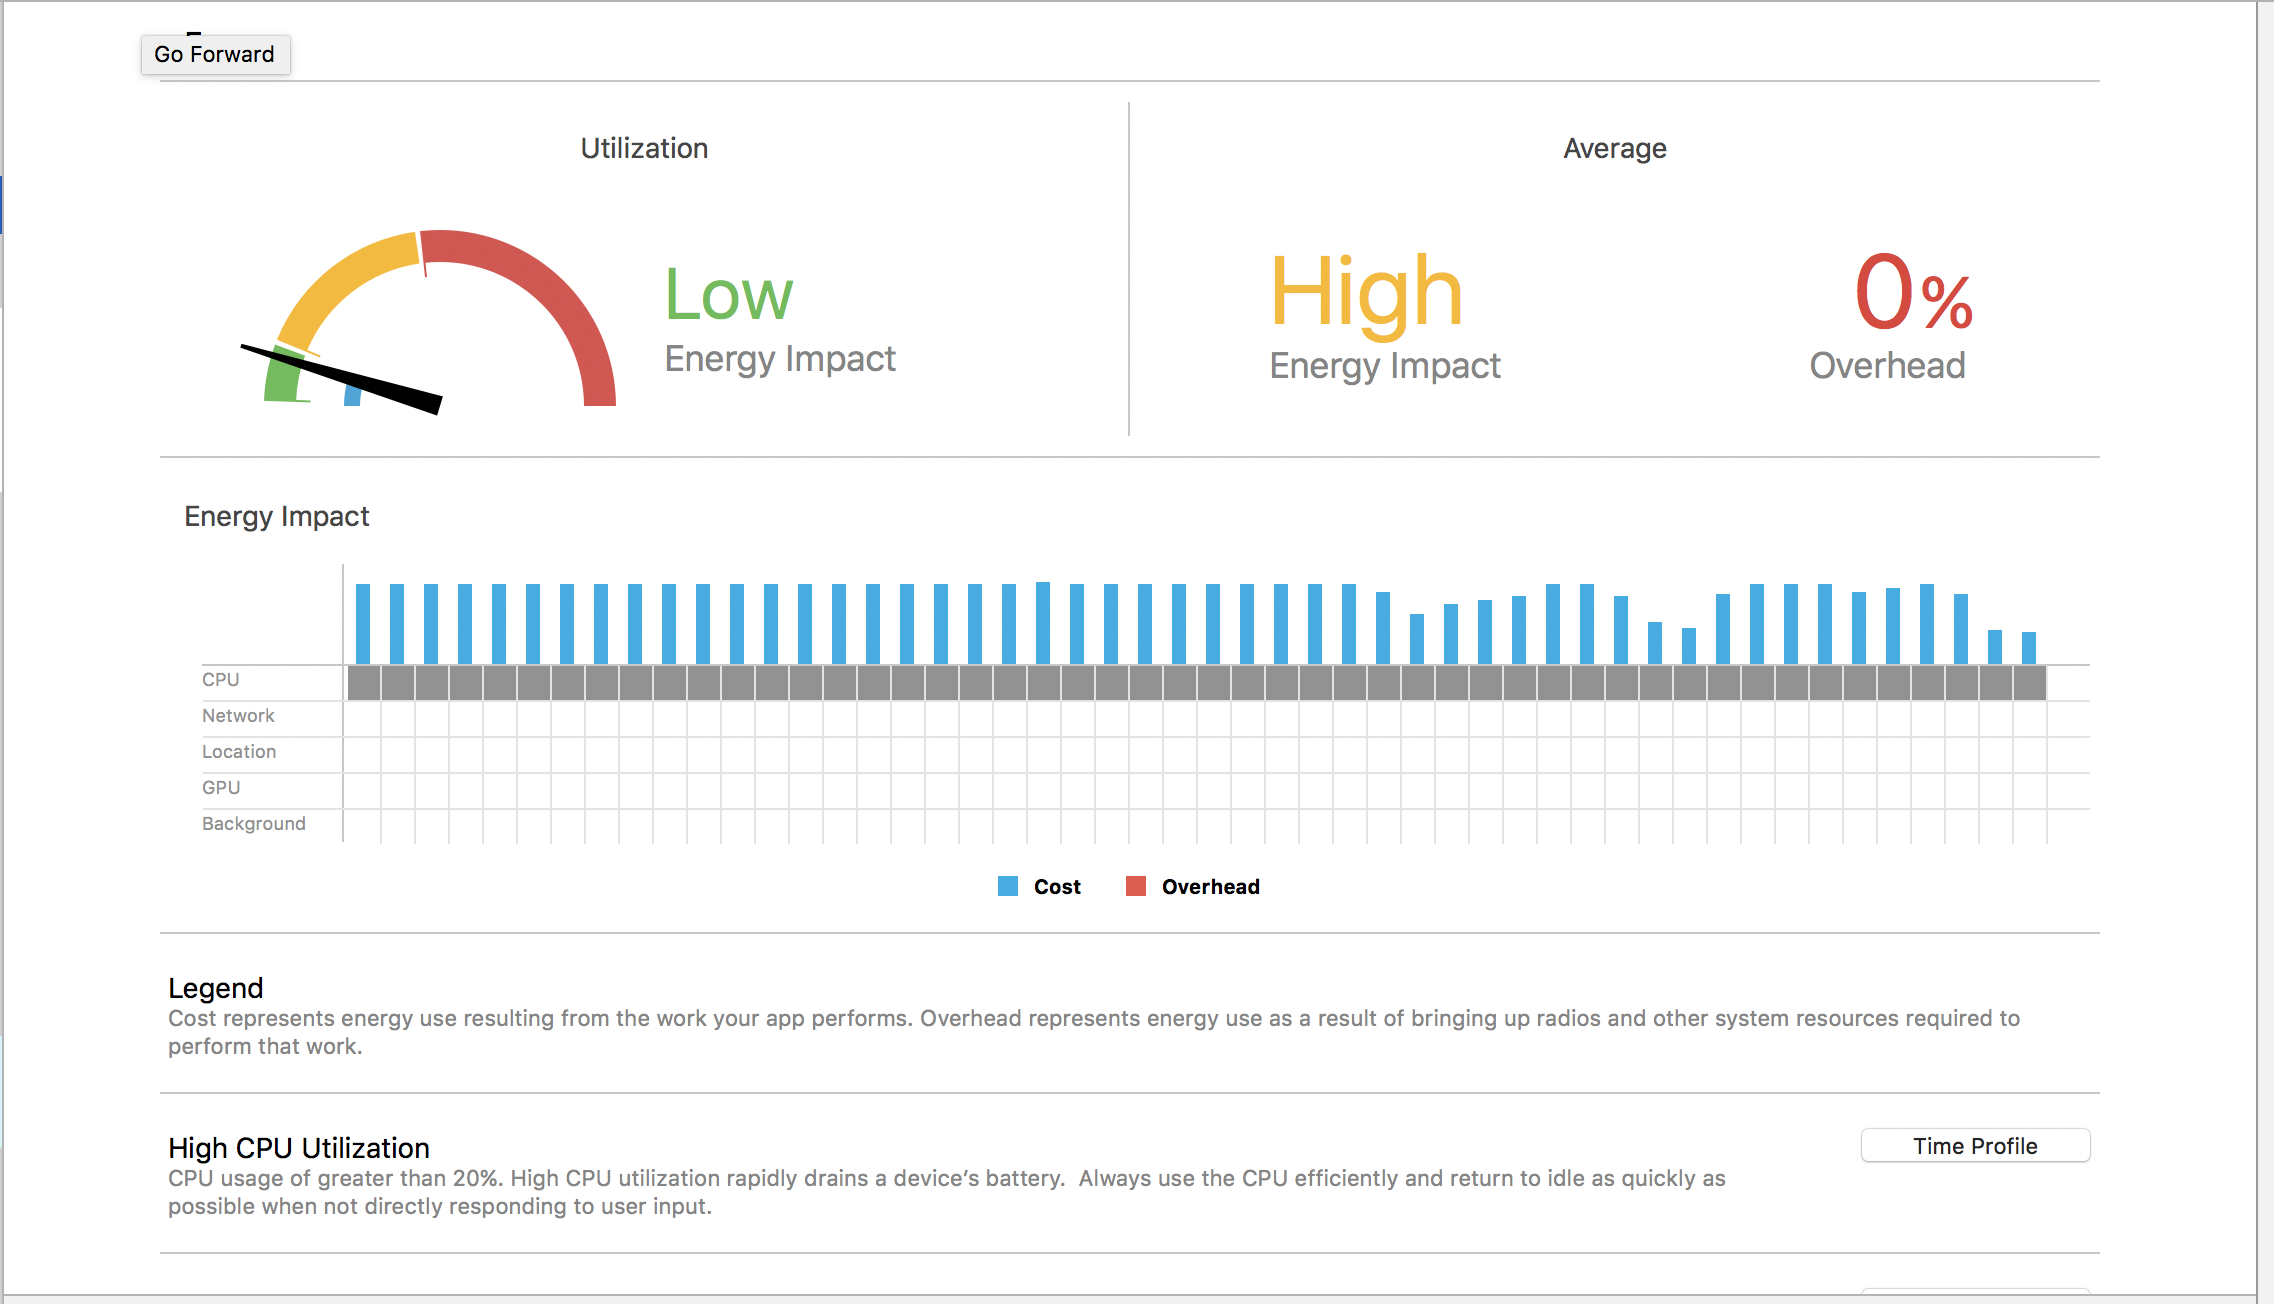 Go Forward
Utilization
Average
Low
Energy Impact
High
Energy Impact
0%
Overhead
Energy Impact
CPU
Network
Location
GPU
Background
Cost
Overhead
Legend
Cost represents energy use resulting from the work your app performs. Overhead represents energy use as a result of bringing up radios and other system resources required to
perform that work.
High CPU Utilization
Time Profile
CPU usage of greater than 20%. High CPU utilization rapidly drains a device’s battery.  Always use the CPU efficiently and return to idle as quickly as
possible when not directly responding to user input.